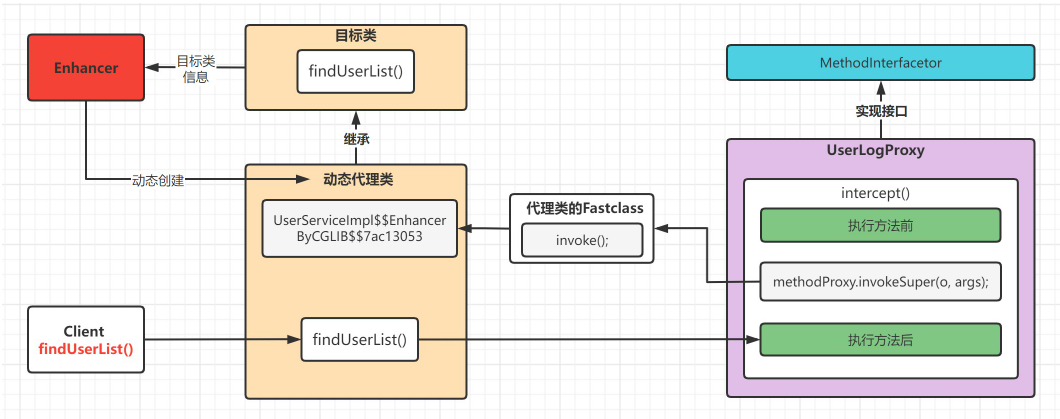 Enhancer
目标类
信息
目标类
findUserList()
MethodInterfacetor
继承
实现接口
动态创建
动态代理类
UserServiceImpl$$Enhancer
ByCGLIB$$7ac13053
代理类的Fastclass
invoke();
UserLogProxy
intercept()
执行方法前
methodProxy.invokeSuper(o, args);
执行方法后
Client
findUserList()
findUserList()